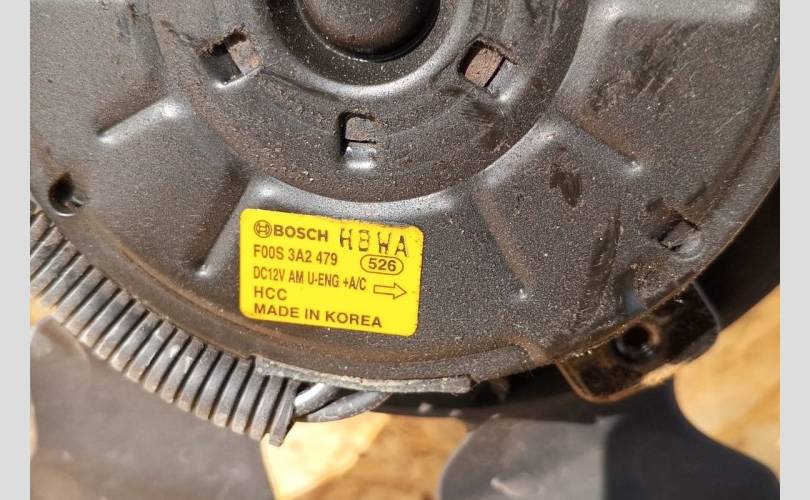 BOSCH HBWA
F00S 3A2 479
526
DC12V AM U-ENG +A/C
HCC
MADE IN KOREA